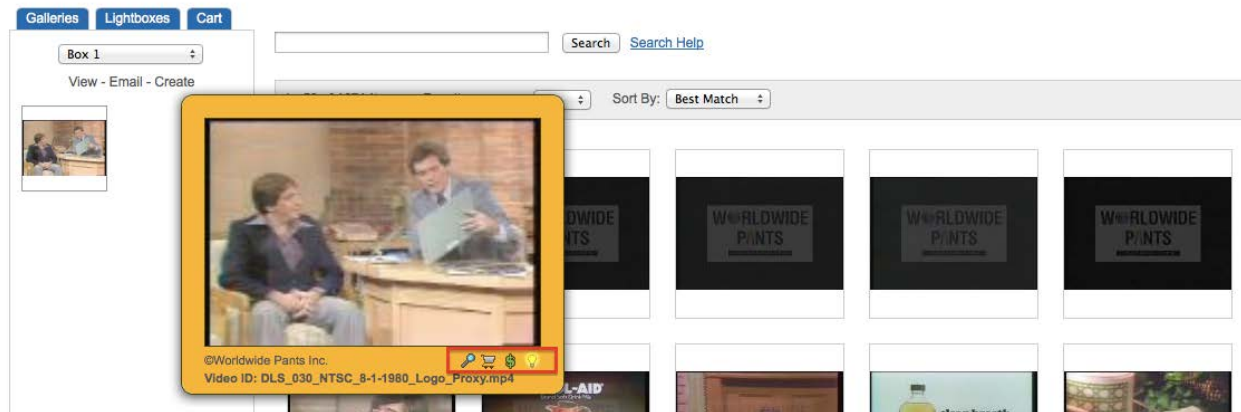 Galleries Lightboxes Cart
Box 1
View - Email - Create
Search Search Help
Sort By: Best Match
©Worldwide Pants Inc.
Video ID: DLS_030_NTSC_8-1-1980_Logo_Proxy.mp4
WORLDWIDE PANTS
WORLDWIDE PANTS
WORLDWIDE PANTS
L-AID